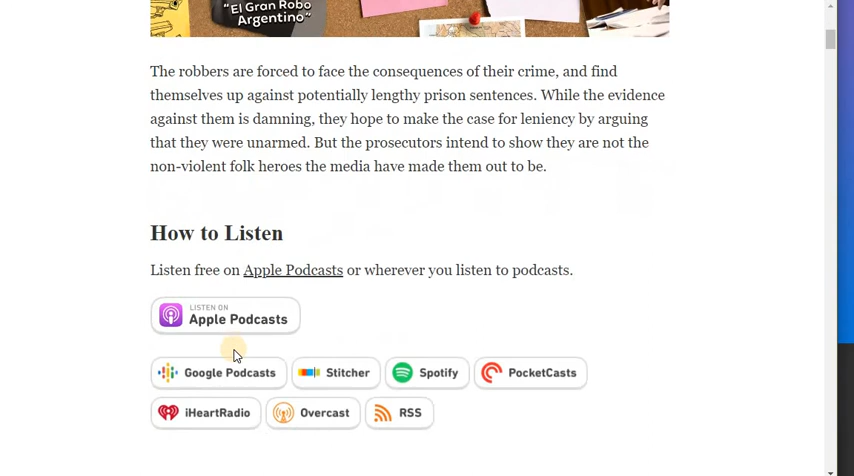 "El Gran Robo
Argentino"
The robbers are forced to face the consequences of their crime, and find
themselves up against potentially lengthy prison sentences. While the evidence
against them is damning, they hope to make the case for leniency by arguing
that they were unarmed. But the prosecutors intend to show they are not the
non-violent folk heroes the media have made them out to be.
How to Listen
Listen free on Apple Podcasts or wherever you listen to podcasts.
LISTEN ON
Apple Podcasts
Google Podcasts Stitcher Spotify PocketCasts
iHeartRadio Overcast RSS